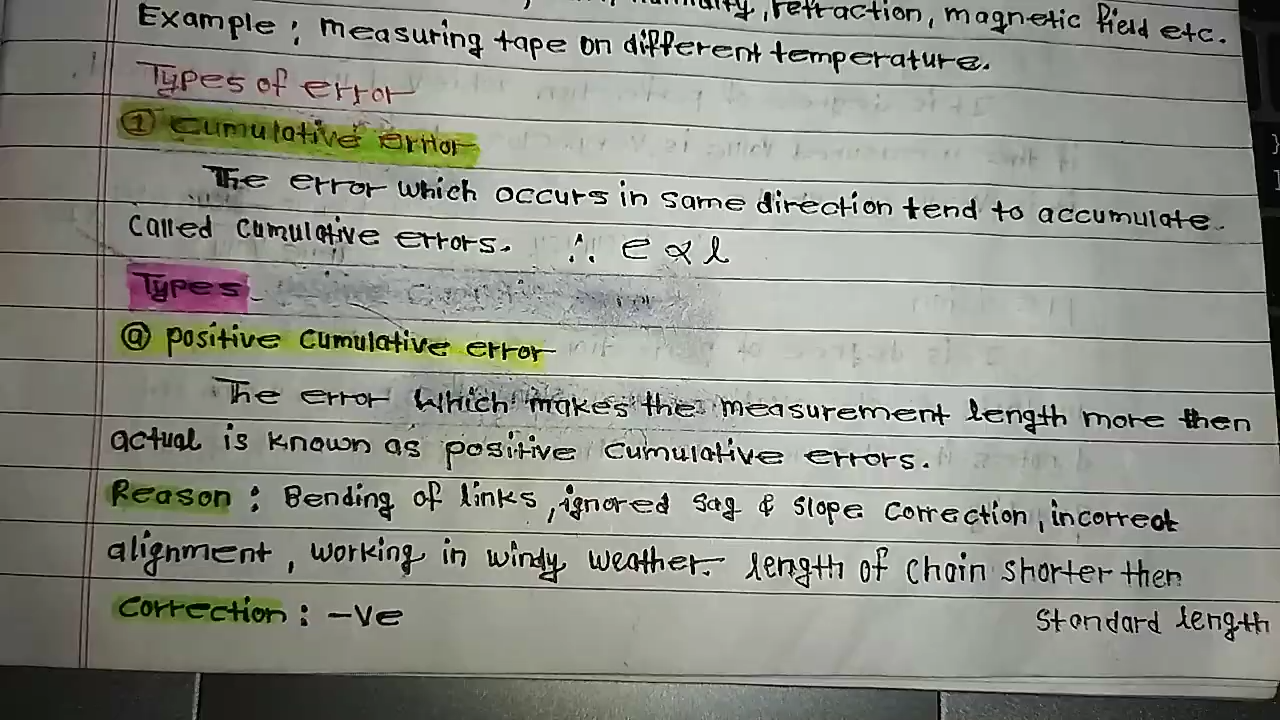 refraction, magnetic field etc.
Example : measuring tape on different temperature.
Types of error
① Cumulative error
The error which occurs in same direction tend to accumulate.
Called cumulative errors. ∴ e ∝ l
Types
ⓐ positive cumulative error
The error which makes the measurement length more then
actual is known as positive cumulative errors.
Reason : Bending of links, ignored sag & slope correction, incorrect
alignment, working in windy weather. length of chain shorter then
Correction : -ve standard length